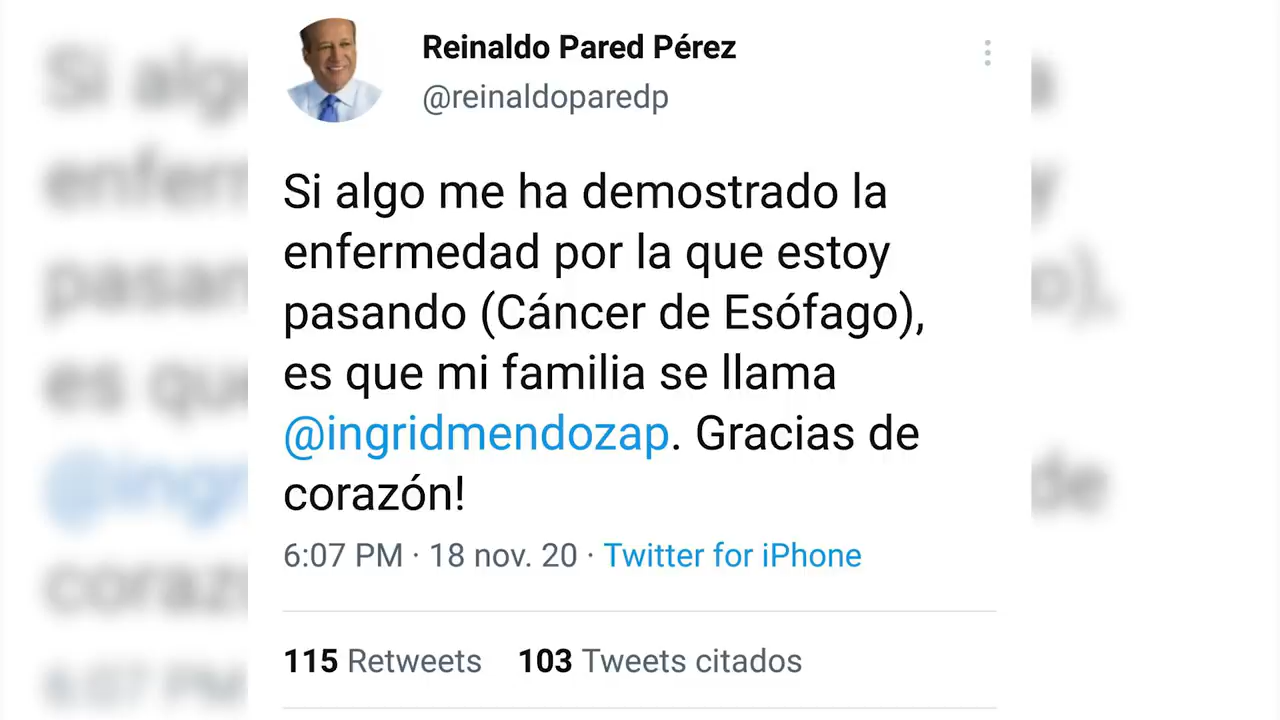 Reinaldo Pared Pérez
@reinaldoparedp
Si algo me ha demostrado la
enfermedad por la que estoy
pasando (Cáncer de Esófago),
es que mi familia se llama
@ingridmendozap. Gracias de
corazón!
6:07 PM · 18 nov. 20 · Twitter for iPhone
115 Retweets 103 Tweets citados